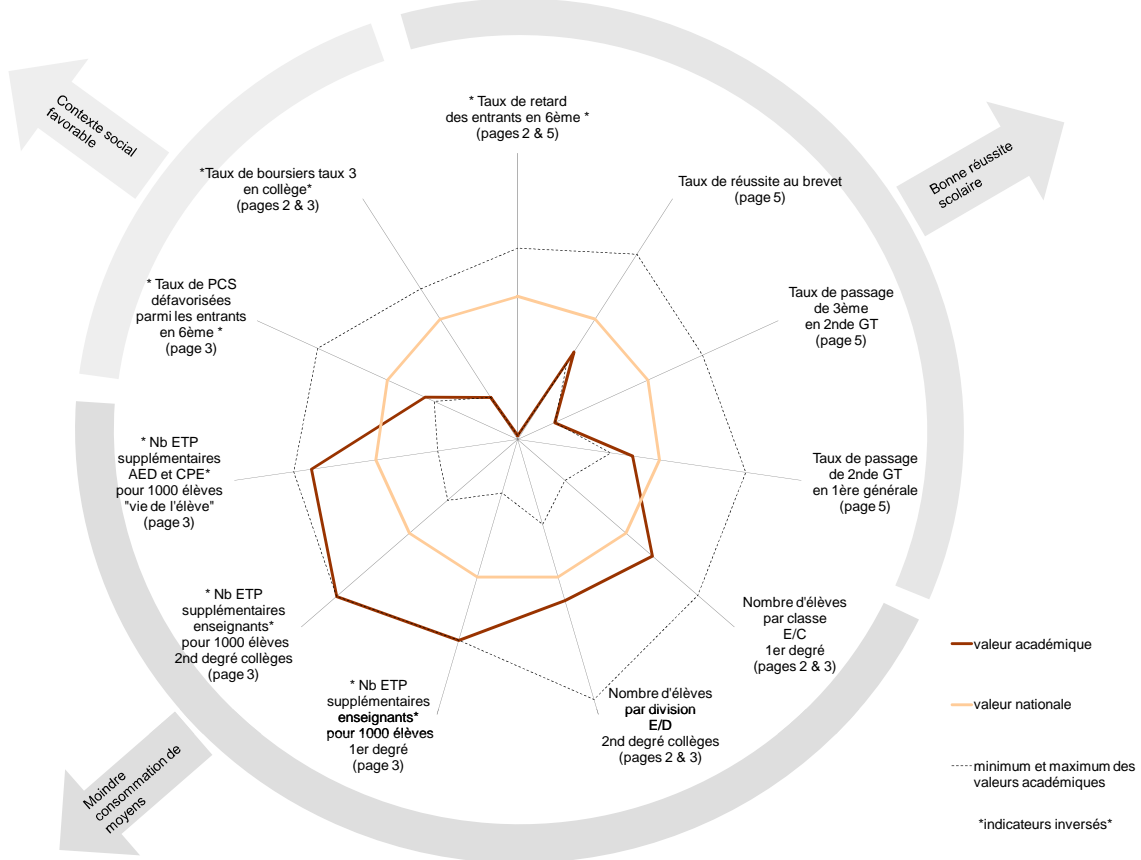 * Taux de retard
des entrants en 6ème *
(pages 2 & 5)
Contexte social
favorable
Bonne réussite
scolaire
*Taux de boursiers taux 3
en collège*
(pages 2 & 3)
Taux de réussite au brevet
(page 5)
* Taux de PCS
défavorisées
parmi les entrants
en 6ème *
(page 3)
Taux de passage
de 3ème
en 2nde GT
(page 5)
* Nb ETP
supplémentaires
AED et CPE*
pour 1000 élèves
"vie de l'élève"
(page 3)
Taux de passage
de 2nde GT
en 1ère générale
(page 5)
* Nb ETP
supplémentaires
enseignants*
pour 1000 élèves
2nd degré collèges
(page 3)
Nombre d'élèves
par classe
E/C
1er degré
(pages 2 & 3)
* Nb ETP
supplémentaires
enseignants*
pour 1000 élèves
1er degré
(page 3)
Nombre d'élèves
par division
E/D
2nd degré collèges
(pages 2 & 3)
Moindre
consommation de
moyens
valeur académique
valeur nationale
minimum et maximum des
valeurs académiques
*indicateurs inversés*